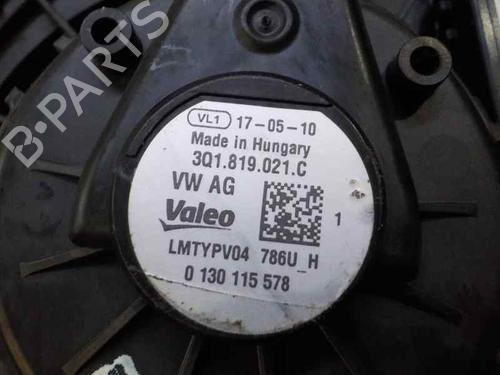 B-PARTS
VL1 17-05-10
Made in Hungary
3Q1.819.021.C
VW AG
Valeo
1
LMTYPV04 786U_H
0 130 115 578